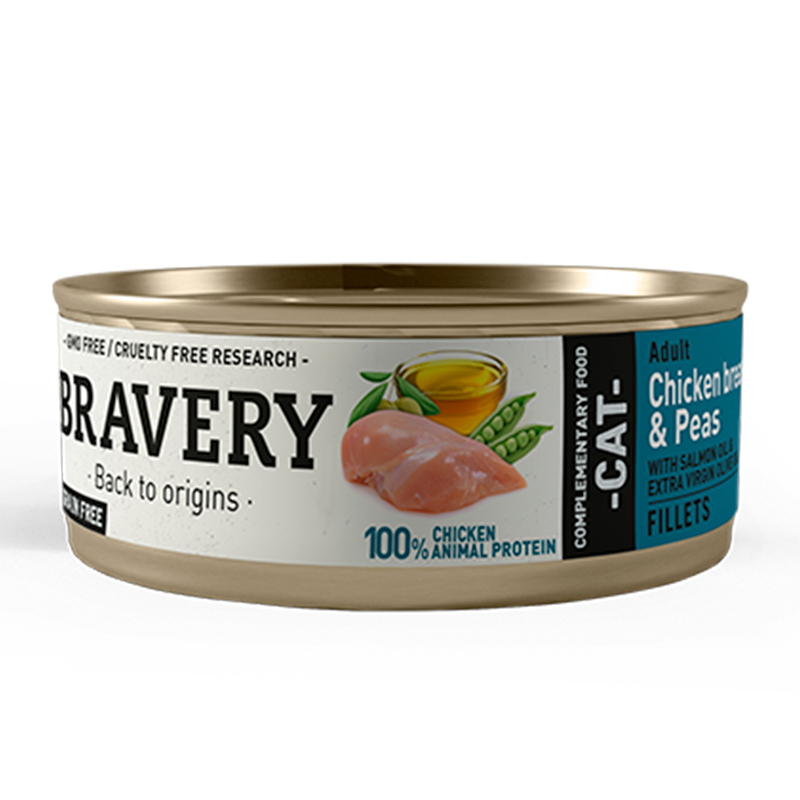 - GMO FREE / CRUELTY FREE RESEARCH -
BRAVERY
· Back to origins ·
GRAIN FREE
100% CHICKEN
ANIMAL PROTEIN
COMPLEMENTARY FOOD
-CAT-
Adult
Chicken brea
& Peas
WITH SALMON OIL &
EXTRA VIRGIN OLIVE
FILLETS